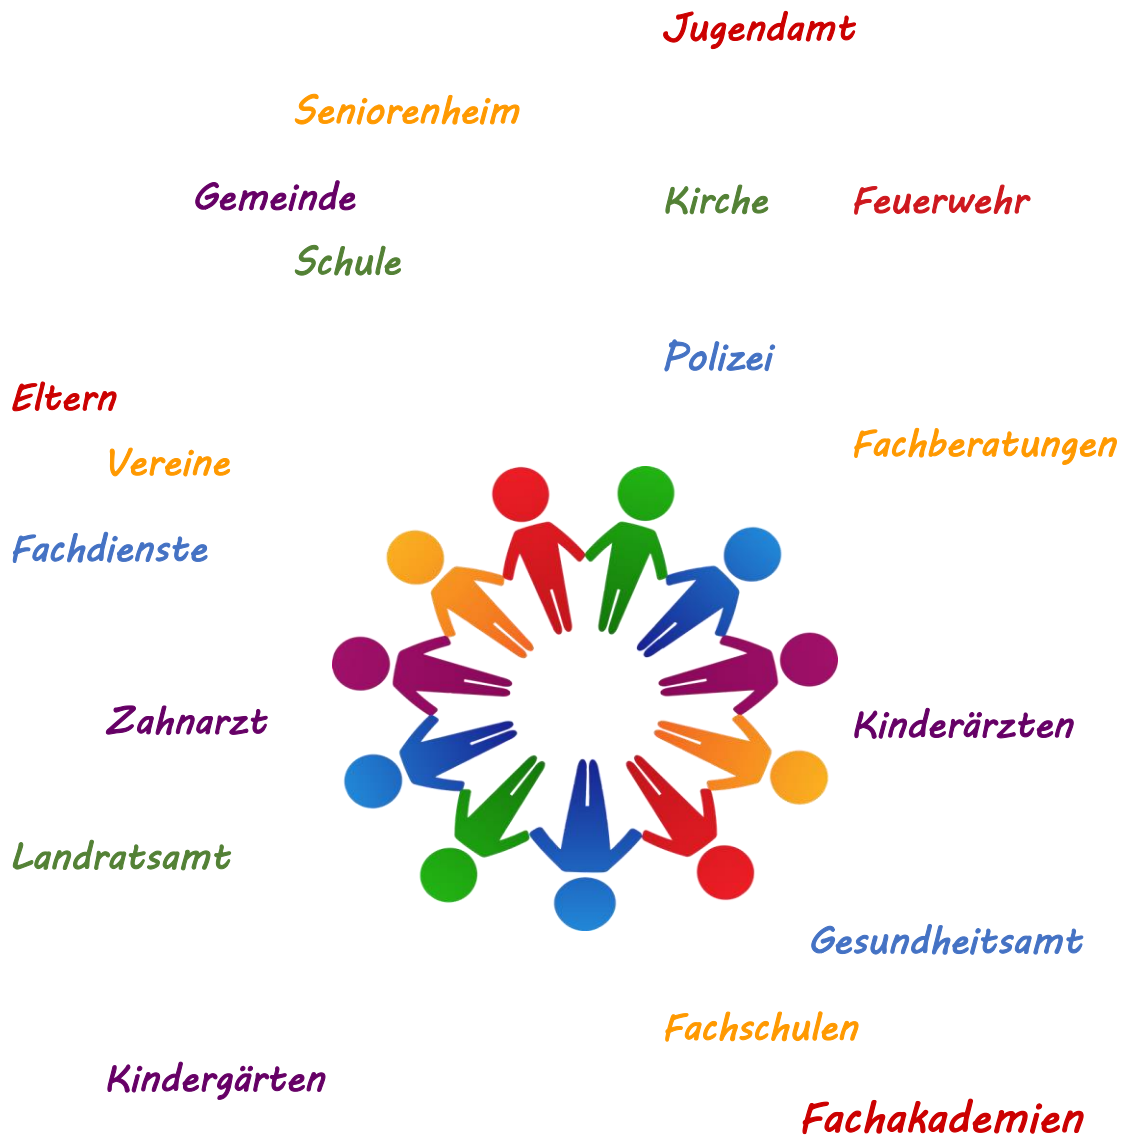 Jugendamt
Seniorenheim
Gemeinde
Kirche
Feuerwehr
Schule
Polizei
Eltern
Fachberatungen
Vereine
Fachdienste
Zahnarzt
Kinderärzten
Landratsamt
Gesundheitsamt
Fachschulen
Kindergärten
Fachakademien